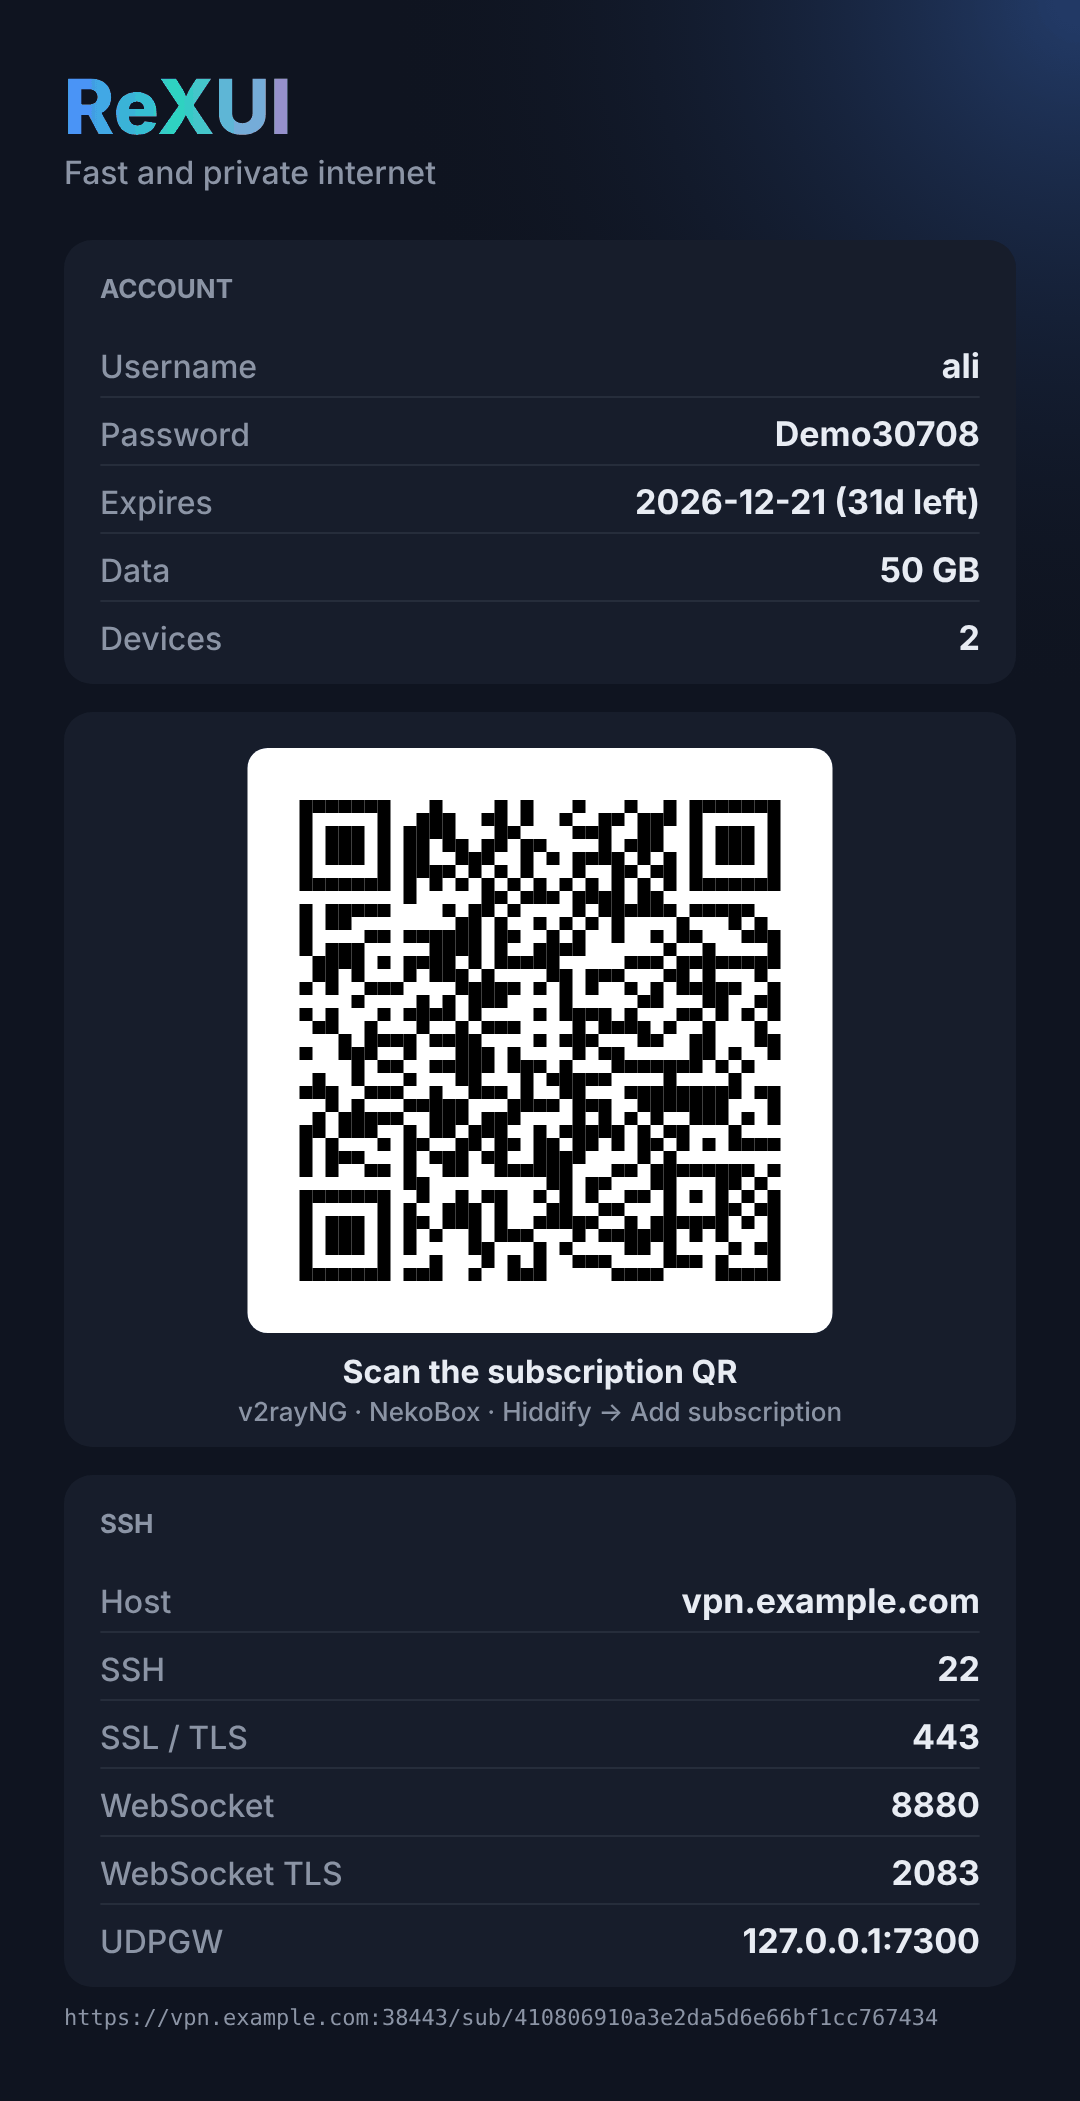 ReXUI
Fast and private internet
ACCOUNT
Username ali
Password Demo30708
Expires 2026-12-21 (31d left)
Data 50 GB
Devices 2
Scan the subscription QR
v2rayNG · NekoBox · Hiddify → Add subscription
SSH
Host vpn.example.com
SSH 22
SSL / TLS 443
WebSocket 8880
WebSocket TLS 2083
UDPGW 127.0.0.1:7300
https://vpn.example.com:38443/sub/410806910a3e2da5d6e66bf1cc767434